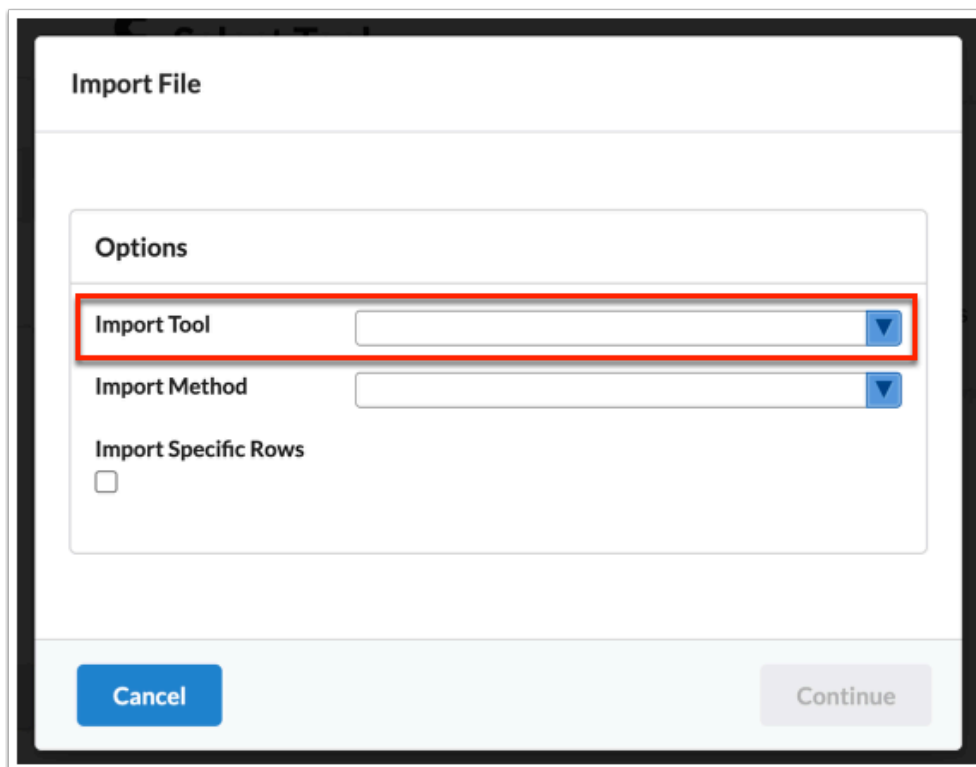 Import File
Options
Import Tool
Import Method
Import Specific Rows
Cancel
Continue